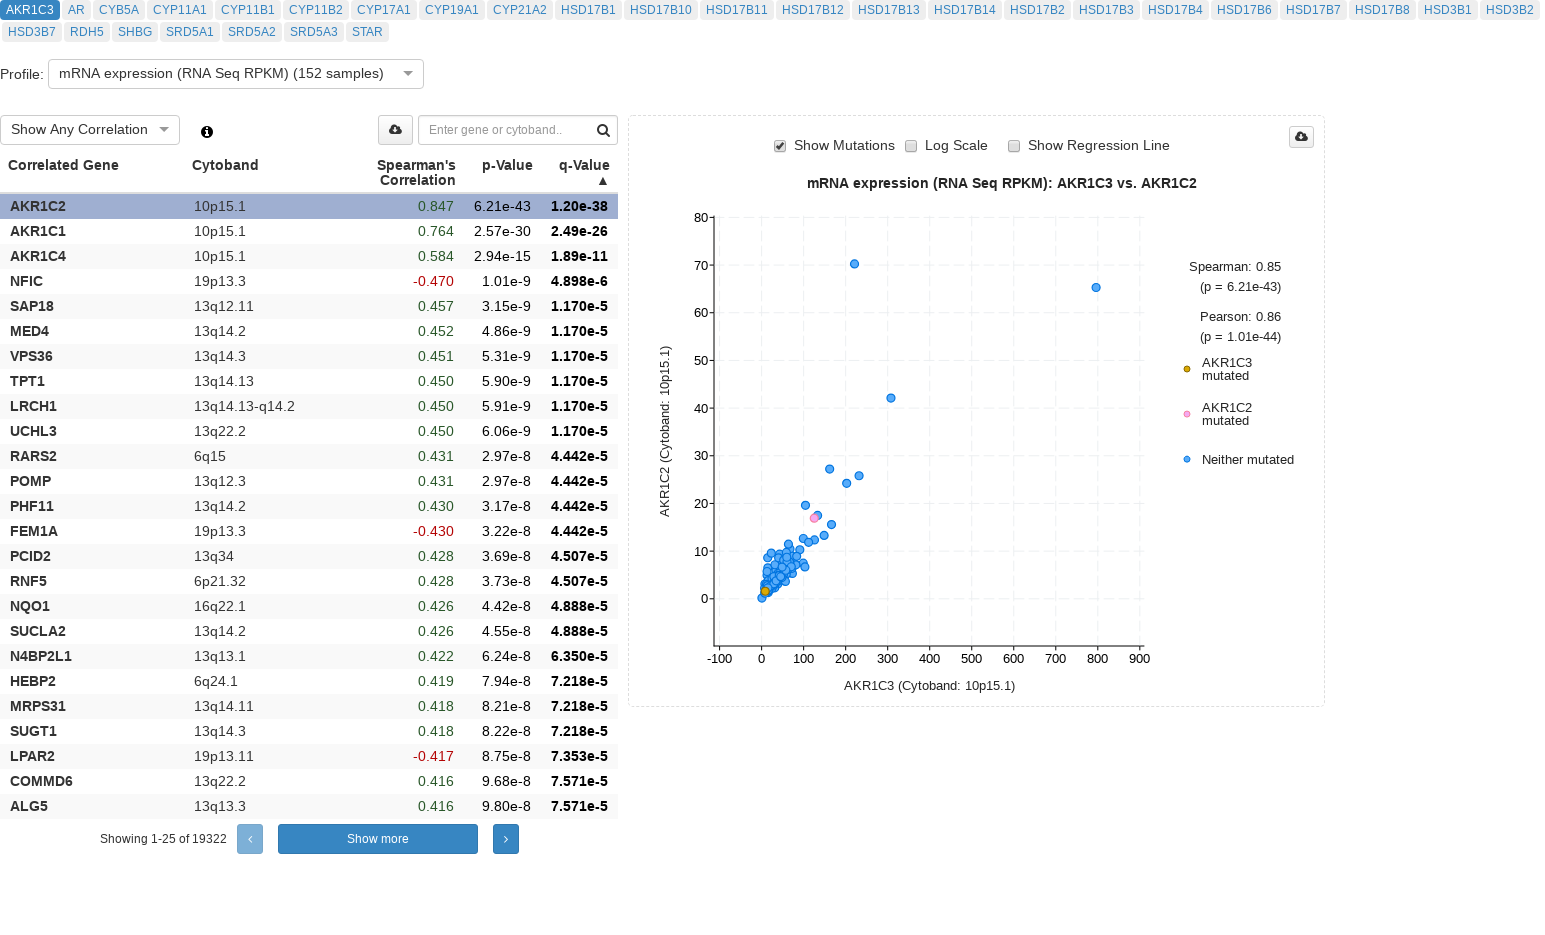 AKR1C3 AR CYB5A CYP11A1 CYP11B1 CYP11B2 CYP17A1 CYP19A1 CYP21A2 HSD17B1 HSD17B10 HSD17B11 HSD17B12 HSD17B13 HSD17B14 HSD17B2 HSD17B3 HSD17B4 HSD17B6 HSD17B7 HSD17B8 HSD3B1 HSD3B2
HSD3B7 RDH5 SHBG SRD5A1 SRD5A2 SRD5A3 STAR
Profile: mRNA expression (RNA Seq RPKM) (152 samples)
Show Any Correlation Enter gene or cytoband..
Correlated Gene Cytoband Spearman's Correlation p-Value q-Value ▲
AKR1C2 10p15.1 0.847 6.21e-43 1.20e-38
AKR1C1 10p15.1 0.764 2.57e-30 2.49e-26
AKR1C4 10p15.1 0.584 2.94e-15 1.89e-11
NFIC 19p13.3 -0.470 1.01e-9 4.898e-6
SAP18 13q12.11 0.457 3.15e-9 1.170e-5
MED4 13q14.2 0.452 4.86e-9 1.170e-5
VPS36 13q14.3 0.451 5.31e-9 1.170e-5
TPT1 13q14.13 0.450 5.90e-9 1.170e-5
LRCH1 13q14.13-q14.2 0.450 5.91e-9 1.170e-5
UCHL3 13q22.2 0.450 6.06e-9 1.170e-5
RARS2 6q15 0.431 2.97e-8 4.442e-5
POMP 13q12.3 0.431 2.97e-8 4.442e-5
PHF11 13q14.2 0.430 3.17e-8 4.442e-5
FEM1A 19p13.3 -0.430 3.22e-8 4.442e-5
PCID2 13q34 0.428 3.69e-8 4.507e-5
RNF5 6p21.32 0.428 3.73e-8 4.507e-5
NQO1 16q22.1 0.426 4.42e-8 4.888e-5
SUCLA2 13q14.2 0.426 4.55e-8 4.888e-5
N4BP2L1 13q13.1 0.422 6.24e-8 6.350e-5
HEBP2 6q24.1 0.419 7.94e-8 7.218e-5
MRPS31 13q14.11 0.418 8.21e-8 7.218e-5
SUGT1 13q14.3 0.418 8.22e-8 7.218e-5
LPAR2 19p13.11 -0.417 8.75e-8 7.353e-5
COMMD6 13q22.2 0.416 9.68e-8 7.571e-5
ALG5 13q13.3 0.416 9.80e-8 7.571e-5
Showing 1-25 of 19322 ‹ Show more ›
Show Mutations Log Scale Show Regression Line
mRNA expression (RNA Seq RPKM): AKR1C3 vs. AKR1C2
80
70
60
50
40
30
20
10
0
AKR1C2 (Cytoband: 10p15.1)
-100 0 100 200 300 400 500 600 700 800 900
AKR1C3 (Cytoband: 10p15.1)
Spearman: 0.85
(p = 6.21e-43)
Pearson: 0.86
(p = 1.01e-44)
AKR1C3
mutated
AKR1C2
mutated
Neither mutated